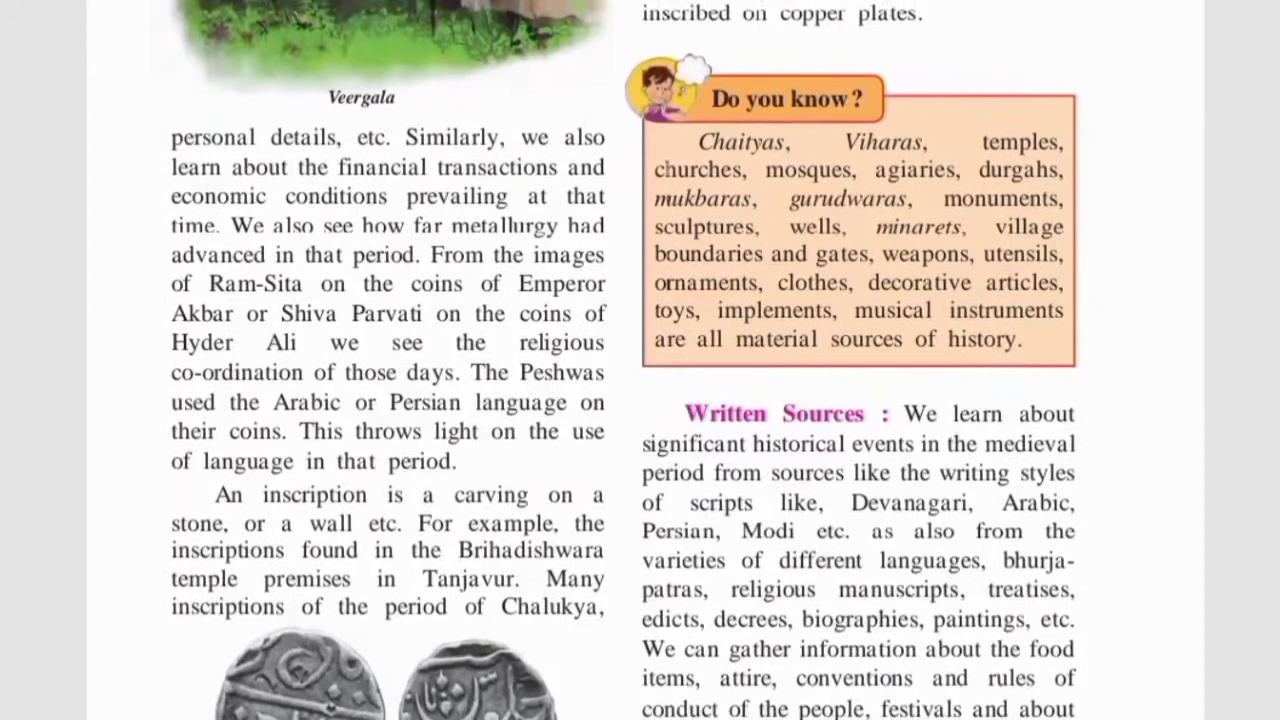 Veergala
personal details, etc. Similarly, we also
learn about the financial transactions and
economic conditions prevailing at that
time. We also see how far metallurgy had
advanced in that period. From the images
of Ram-Sita on the coins of Emperor
Akbar or Shiva Parvati on the coins of
Hyder Ali we see the religious
co-ordination of those days. The Peshwas
used the Arabic or Persian language on
their coins. This throws light on the use
of language in that period.
An inscription is a carving on a
stone, or a wall etc. For example, the
inscriptions found in the Brihadishwara
temple premises in Tanjavur. Many
inscriptions of the period of Chalukya,
inscribed on copper plates.
Do you know ?
Chaityas, Viharas, temples,
churches, mosques, agiaries, durgahs,
mukbaras, gurudwaras, monuments,
sculptures, wells, minarets, village
boundaries and gates, weapons, utensils,
ornaments, clothes, decorative articles,
toys, implements, musical instruments
are all material sources of history.
Written Sources : We learn about
significant historical events in the medieval
period from sources like the writing styles
of scripts like, Devanagari, Arabic,
Persian, Modi etc. as also from the
varieties of different languages, bhurja-
patras, religious manuscripts, treatises,
edicts, decrees, biographies, paintings, etc.
We can gather information about the food
items, attire, conventions and rules of
conduct of the people, festivals and about